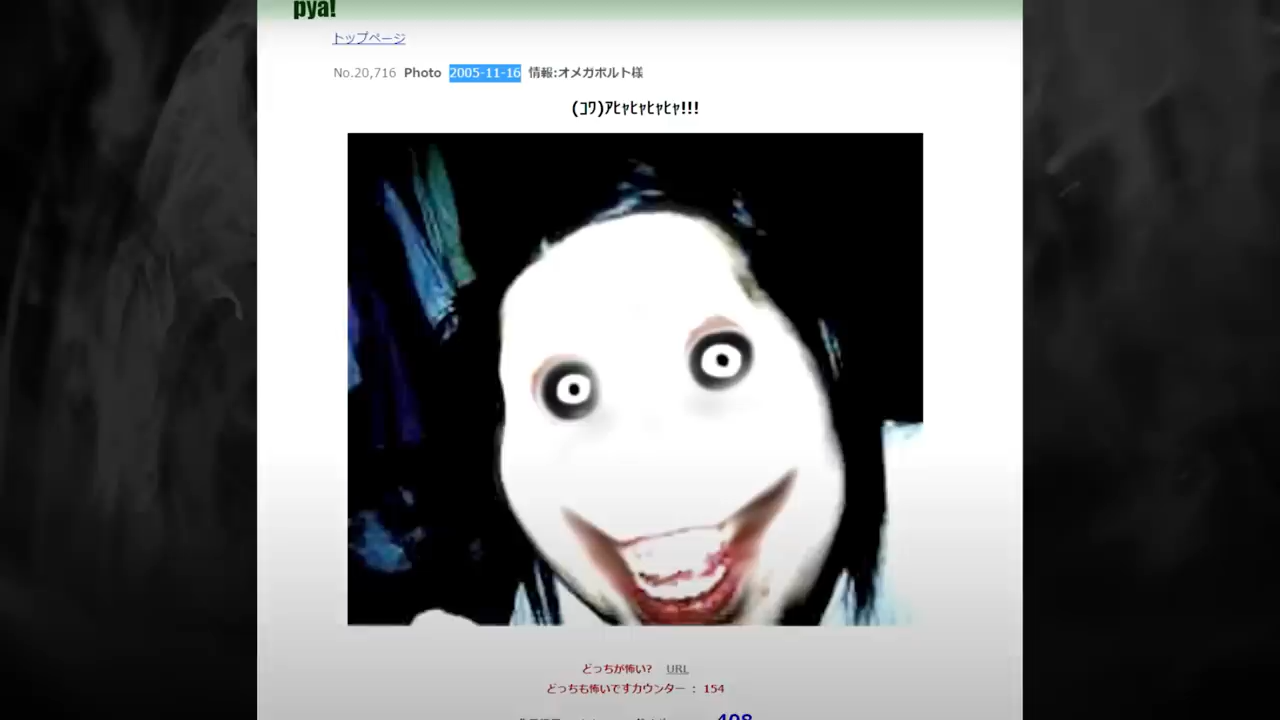 pya!
トップページ
No.20,716 Photo 2005-11-16 情報:オメガボルト様
(ｺﾜ)ｱﾋｬﾋｬﾋｬﾋｬ!!!
どっちが怖い? URL
どっちも怖いですカウンター : 154
408